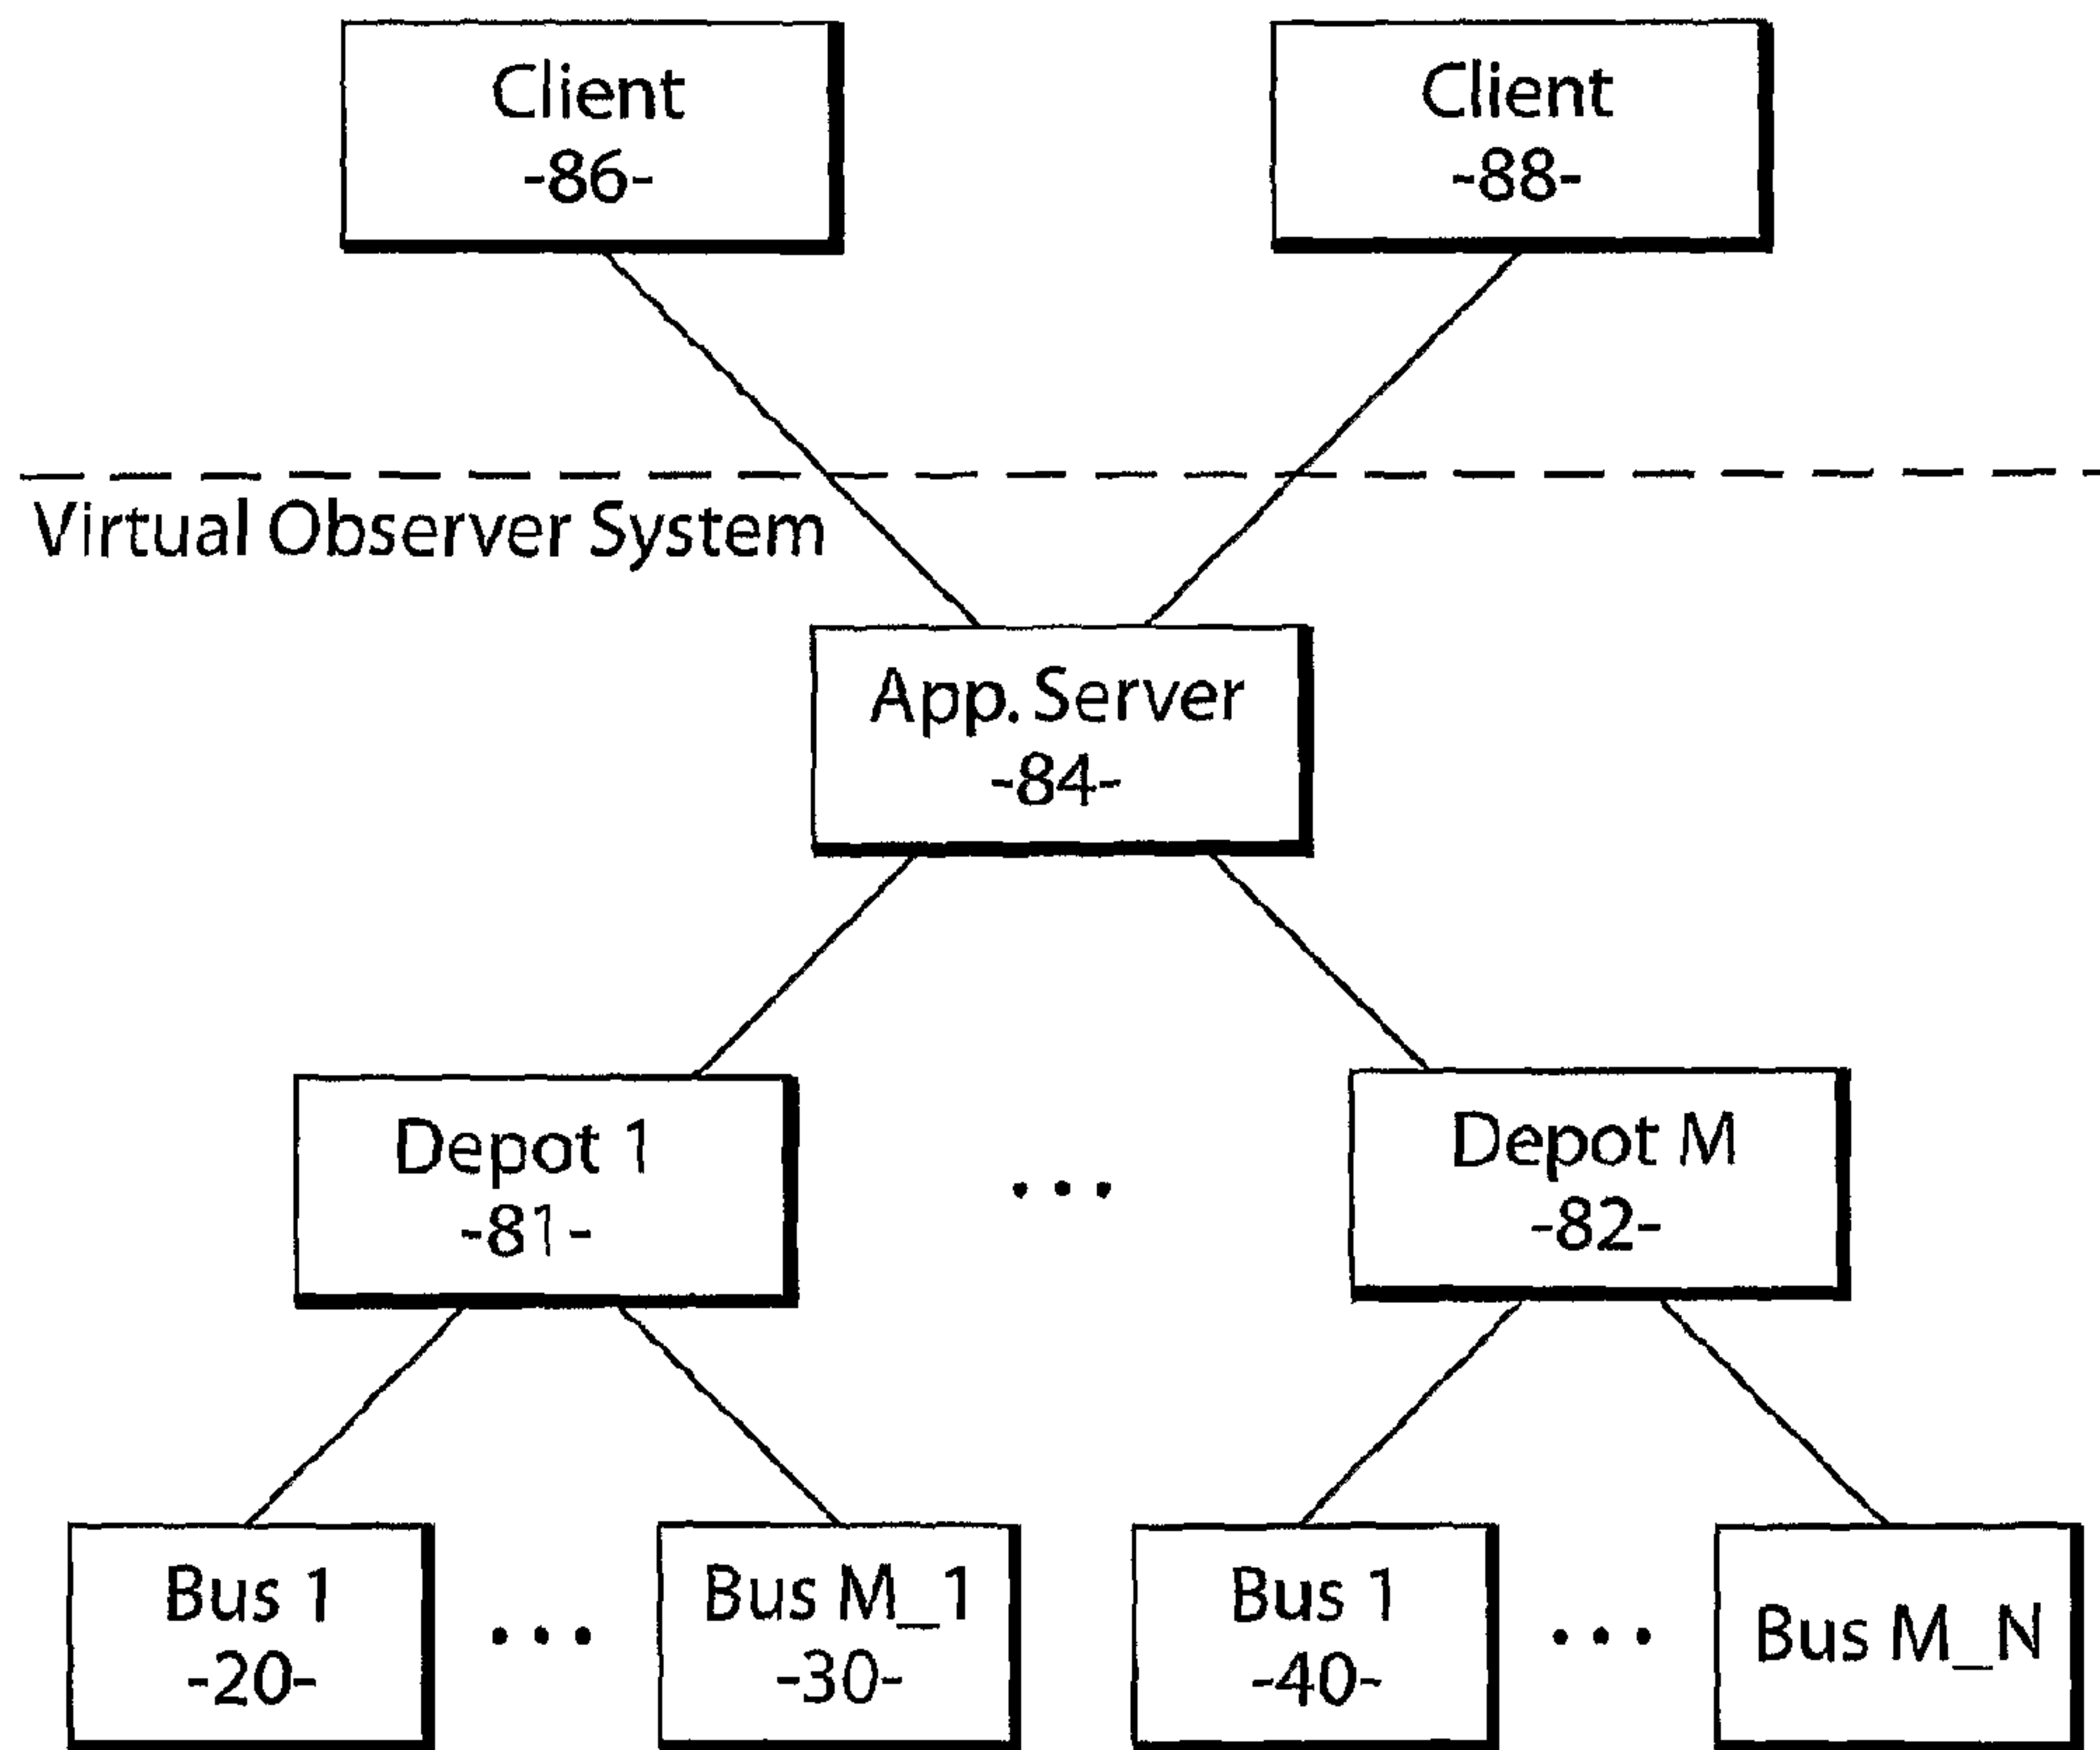 Client
-86-
Client
-88-
Virtual Observer System
App. Server
-84-
Depot 1
-81-
...
Depot M
-82-
Bus 1
-20-
...
Bus M_1
-30-
Bus 1
-40-
...
Bus M_N